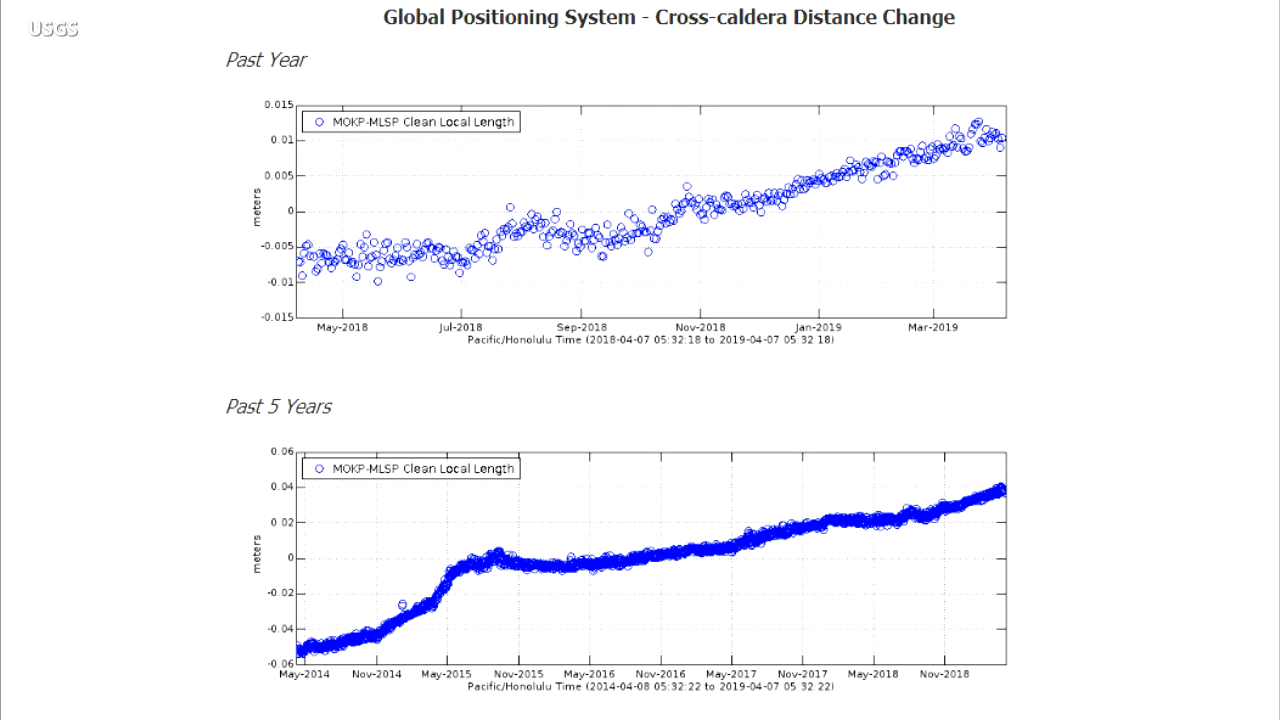 Global Positioning System - Cross-caldera Distance Change
USGS
Past Year
0.015
MOKP-MLSP Clean Local Length
0.01
0.005
meters
0
-0.005
-0.01
-0.015
May-2018 Jul-2018 Sep-2018 Nov-2018 Jan-2019 Mar-2019
Pacific/Honolulu Time (2018-04-07 05:32:18 to 2019-04-07 05:32:18)
Past 5 Years
0.06
MOKP-MLSP Clean Local Length
0.04
0.02
meters
0
-0.02
-0.04
-0.06
May-2014 Nov-2014 May-2015 Nov-2015 May-2016 Nov-2016 May-2017 Nov-2017 May-2018 Nov-2018
Pacific/Honolulu Time (2014-04-08 05:32:22 to 2019-04-07 05:32:22)